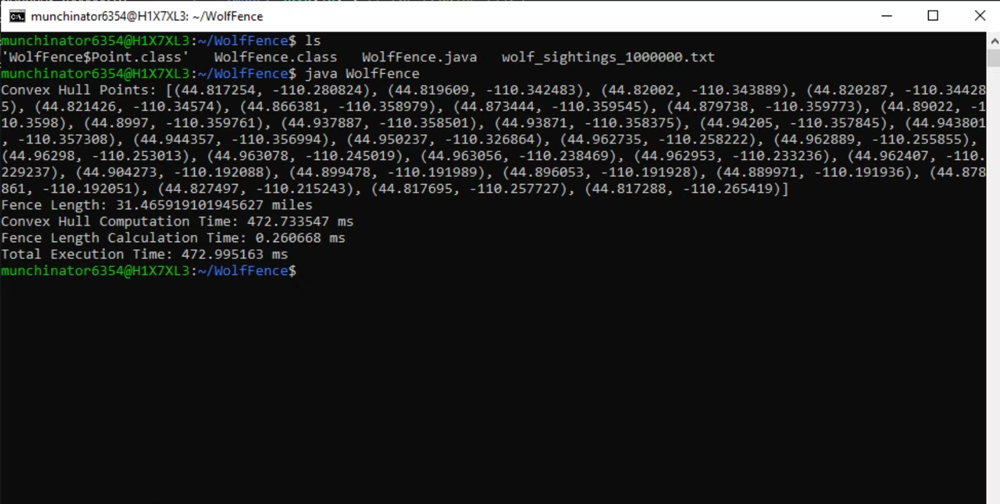 munchinator6354@H1X7XL3: ~/WolfFence
munchinator6354@H1X7XL3:~/WolfFence$ ls
'WolfFence$Point.class'   WolfFence.class   WolfFence.java   wolf_sightings_1000000.txt
munchinator6354@H1X7XL3:~/WolfFence$ java WolfFence
Convex Hull Points: [(44.817254, -110.280824), (44.819609, -110.342483), (44.82002, -110.343889), (44.820287, -110.34428
5), (44.821426, -110.34574), (44.866381, -110.358979), (44.873444, -110.359545), (44.879738, -110.359773), (44.89022, -1
10.3598), (44.8997, -110.359761), (44.937887, -110.358501), (44.93871, -110.358375), (44.94205, -110.357845), (44.943801
, -110.357308), (44.944357, -110.356994), (44.950237, -110.326864), (44.962735, -110.258222), (44.962889, -110.255855),
(44.96298, -110.253013), (44.963078, -110.245019), (44.963056, -110.238469), (44.962953, -110.233236), (44.962407, -110.
229237), (44.904273, -110.192088), (44.899478, -110.191989), (44.896053, -110.191928), (44.889971, -110.191936), (44.878
861, -110.192051), (44.827497, -110.215243), (44.817695, -110.257727), (44.817288, -110.265419)]
Fence Length: 31.465919101945627 miles
Convex Hull Computation Time: 472.733547 ms
Fence Length Calculation Time: 0.260668 ms
Total Execution Time: 472.995163 ms
munchinator6354@H1X7XL3:~/WolfFence$